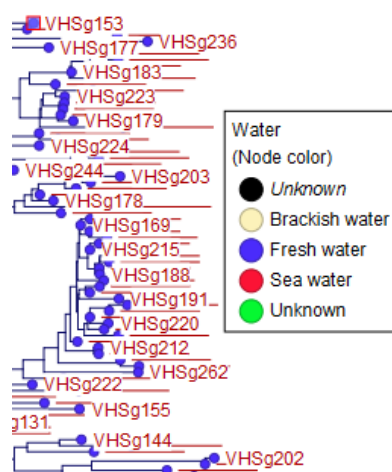 VHSg153
VHSg236
VHSg177
VHSg183
VHSg223
VHSg179
VHSg224
VHSg244
VHSg203
VHSg178
VHSg169
VHSg215
VHSg188
VHSg191
VHSg220
VHSg212
VHSg262
VHSg222
VHSg155
g131
VHSg144
VHSg202
Water
(Node color)
Unknown
Brackish water
Fresh water
Sea water
Unknown